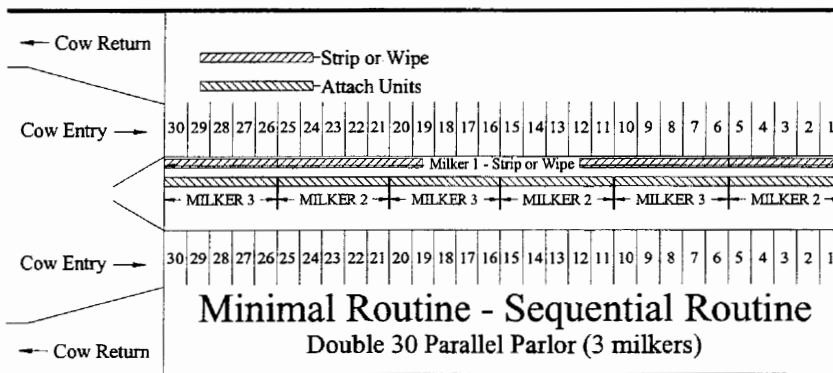 Cow Return
Strip or Wipe
Attach Units
Cow Entry
30 29 28 27 26 25 24 23 22 21 20 19 18 17 16 15 14 13 12 11 10 9 8 7 6 5 4 3 2 1
Milker 1 - Strip or Wipe
MILKER 3 MILKER 2 MILKER 3 MILKER 2 MILKER 3 MILKER 2
Cow Entry
30 29 28 27 26 25 24 23 22 21 20 19 18 17 16 15 14 13 12 11 10 9 8 7 6 5 4 3 2 1
Minimal Routine - Sequential Routine
Double 30 Parallel Parlor (3 milkers)
Cow Return